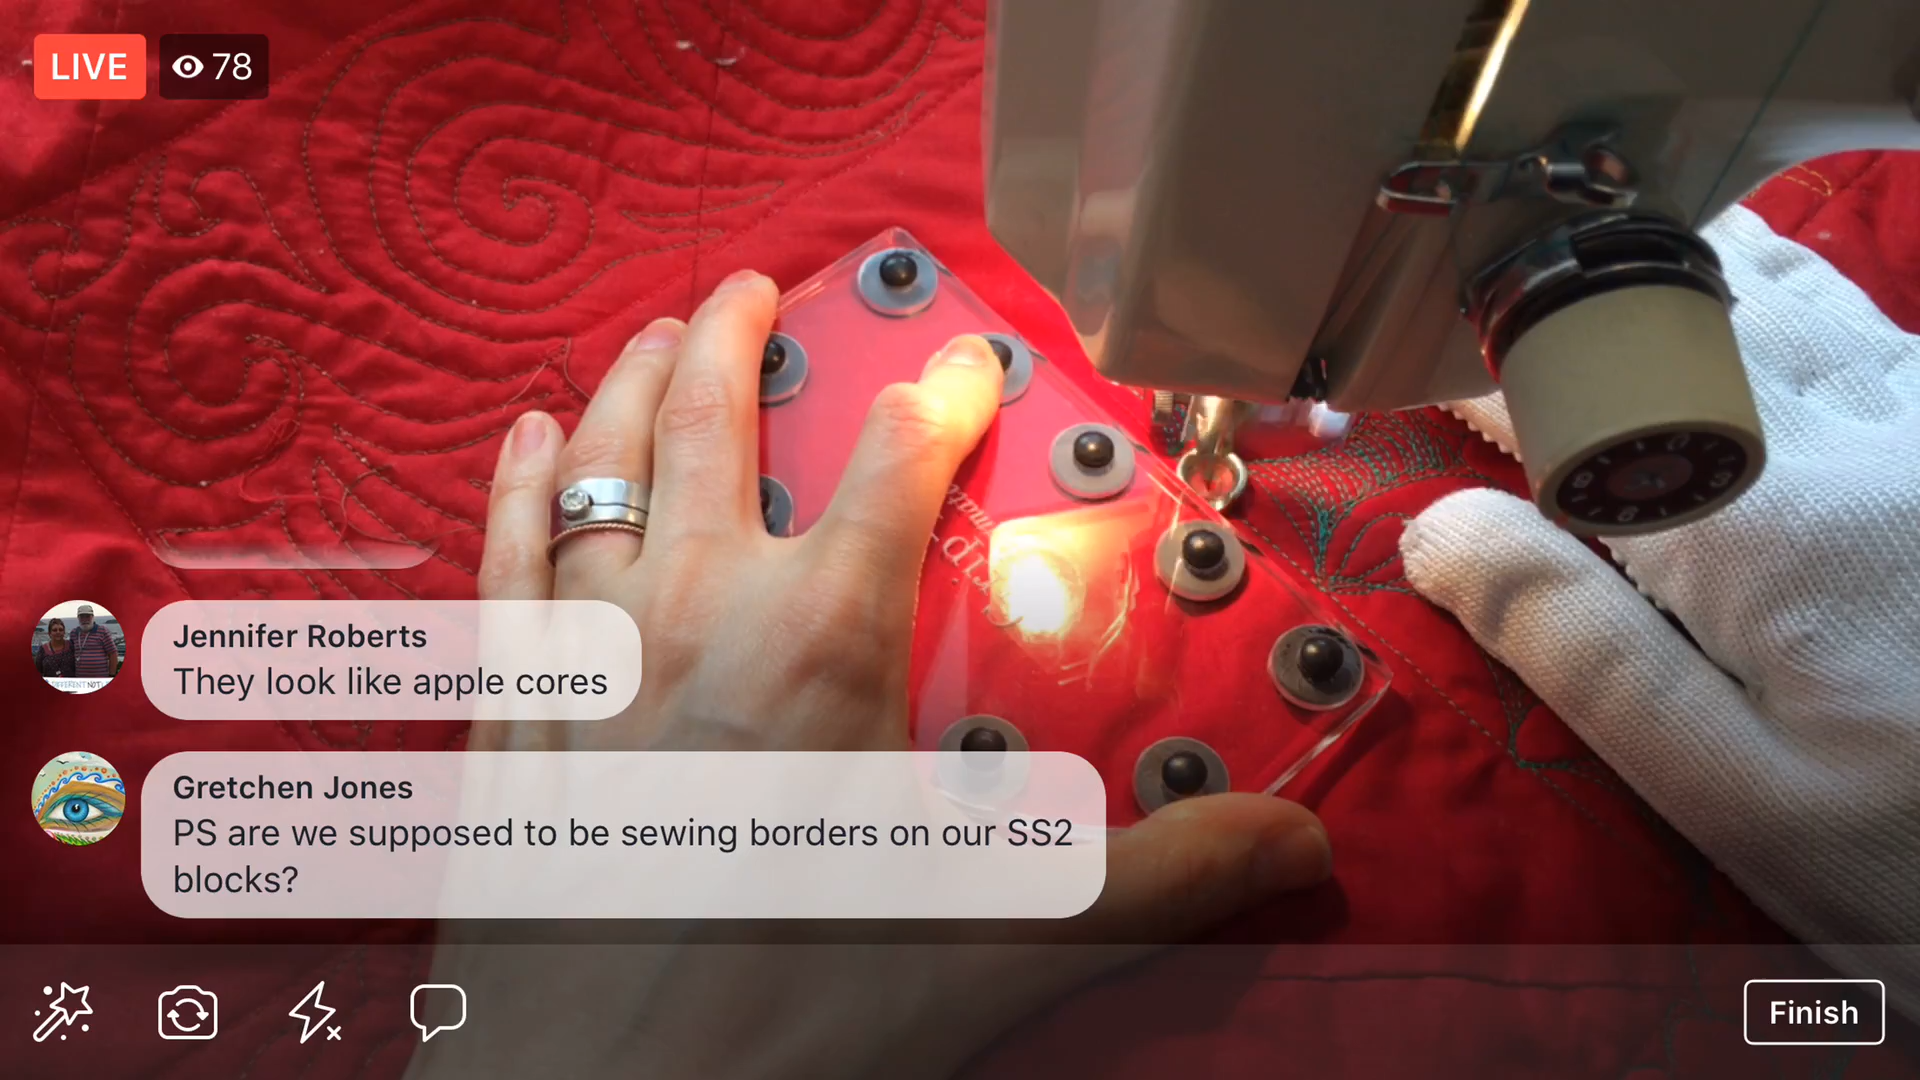 LIVE 78
Jennifer Roberts
They look like apple cores
Gretchen Jones
PS are we supposed to be sewing borders on our SS2
blocks?
Finish